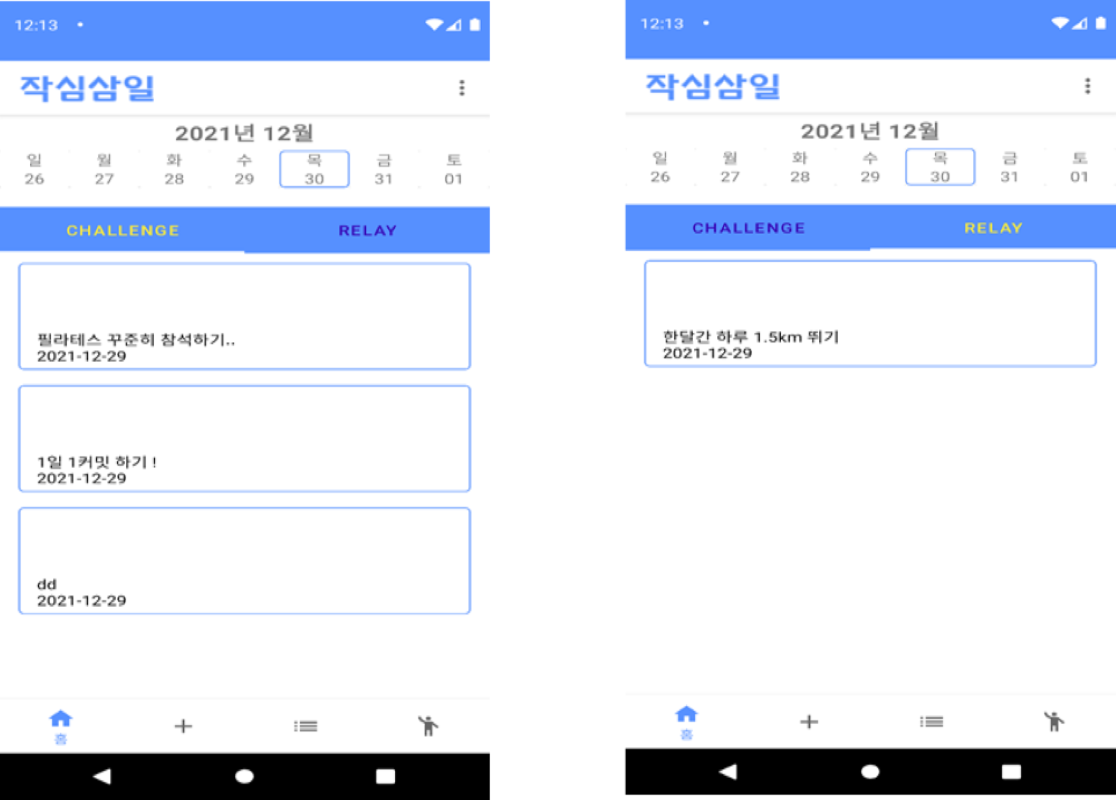 12:13
작심삼일
2021년 12월
일 월 화 수 목 금 토
26 27 28 29 30 31 01
CHALLENGE RELAY
필라테스 꾸준히 참석하기..
2021-12-29
1일 1커밋 하기 !
2021-12-29
dd
2021-12-29
홈
12:13
작심삼일
2021년 12월
일 월 화 수 목 금 토
26 27 28 29 30 31 01
CHALLENGE RELAY
한달간 하루 1.5km 뛰기
2021-12-29
홈